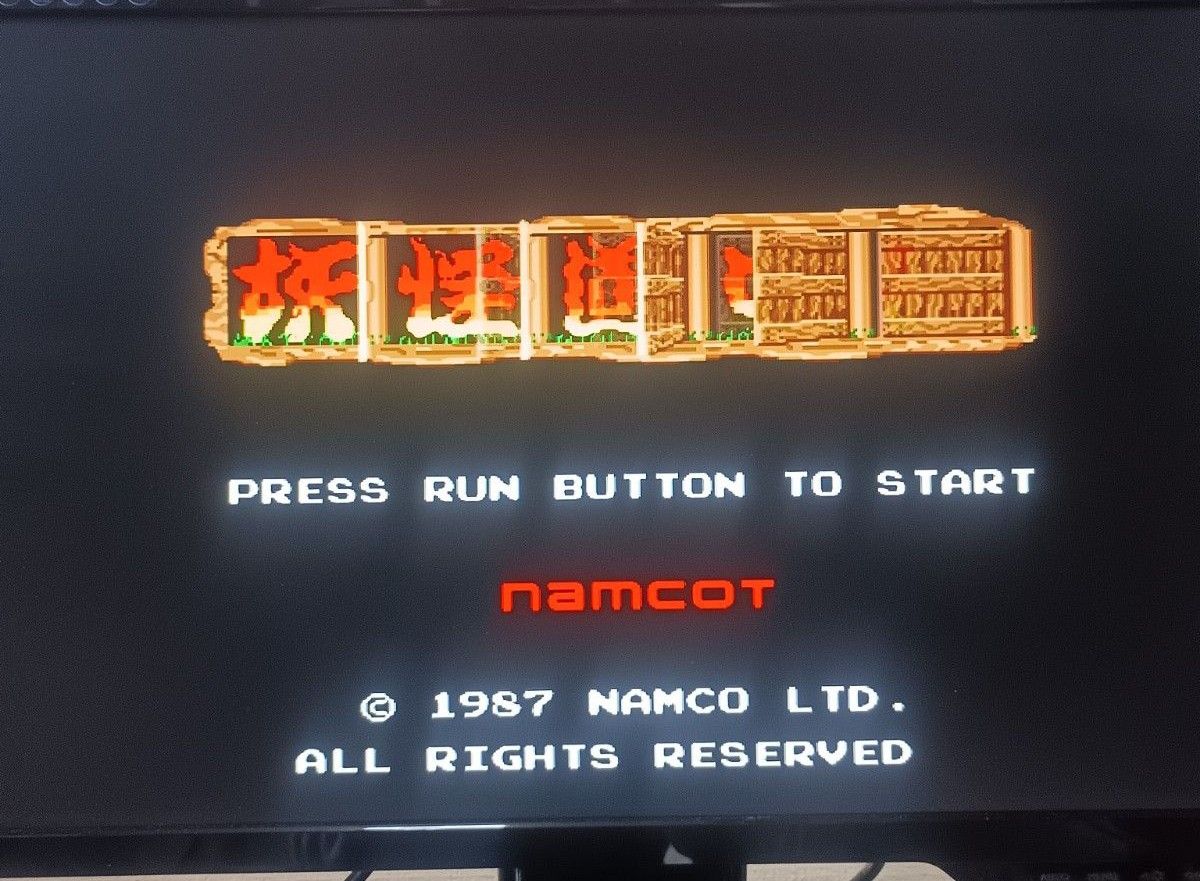 妖怪道
PRESS RUN BUTTON TO START
namcot
© 1987 NAMCO LTD.
ALL RIGHTS RESERVED